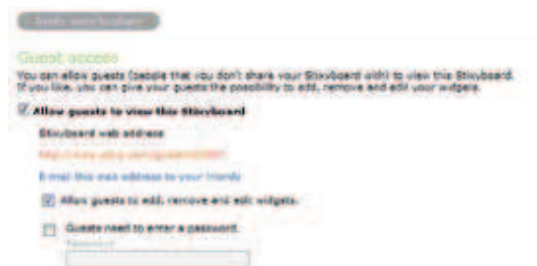 Guest access
You can allow guests (people that you don't share your Stixyboard with) to view this Stixyboard.
If you like, you can give your guests the possibility to add, remove and edit your widgets.
Allow guests to view this Stixyboard
Stixyboard web address
E-mail this web address to your friends
Allow guests to add, remove and edit widgets.
Guests need to enter a password.
Password